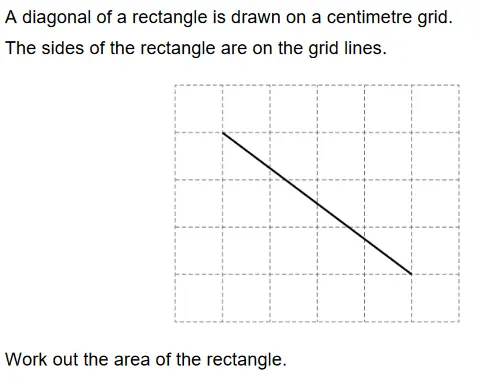 A diagonal of a rectangle is drawn on a centimetre grid.
The sides of the rectangle are on the grid lines.
Work out the area of the rectangle.